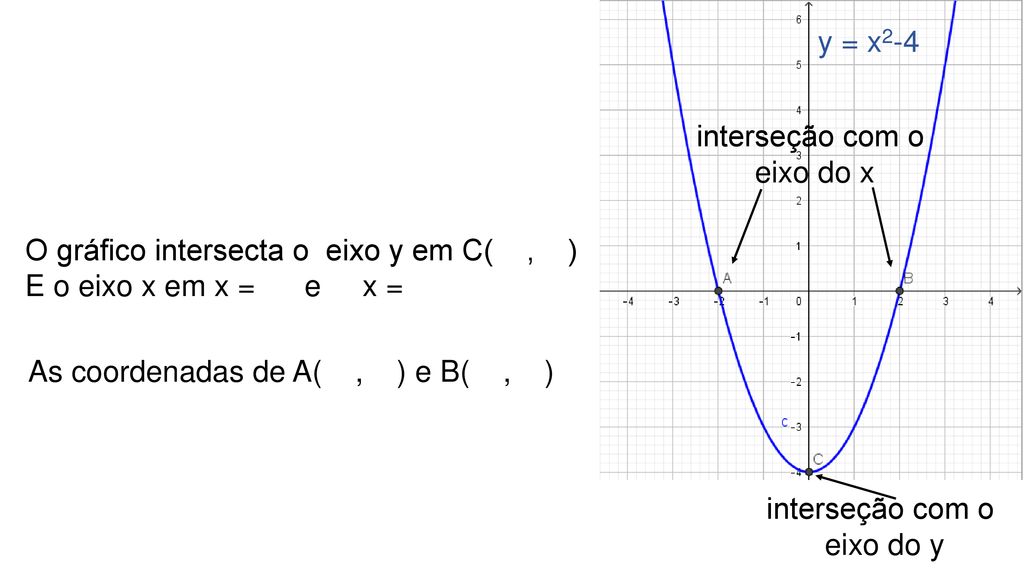 y = x²-4
interseção com o
eixo do x
O gráfico intersecta o eixo y em C( , )
E o eixo x em x = e x =
As coordenadas de A( , ) e B( , )
6
5
4
3
2
1
A
B
-4 -3 -2 -1 0 1 2 3 4
-1
-2
c
-3
C
-4
interseção com o
eixo do y